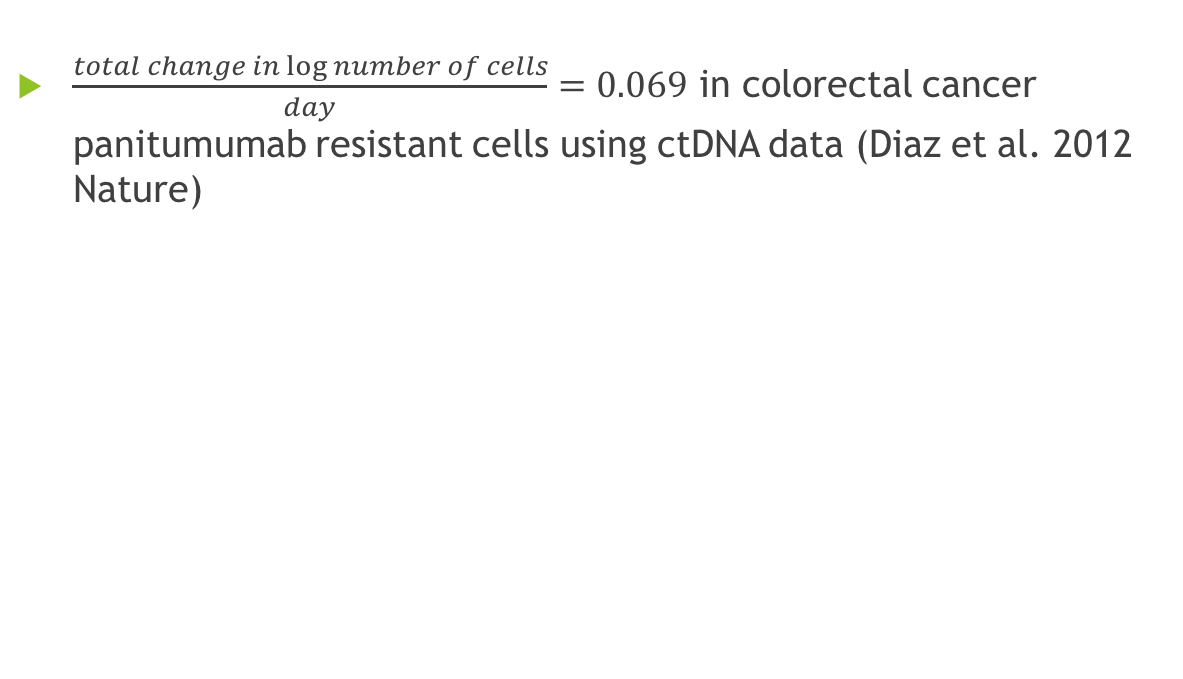 total change in log number of cells
day
= 0.069 in colorectal cancer
panitumumab resistant cells using ctDNA data (Diaz et al. 2012
Nature)